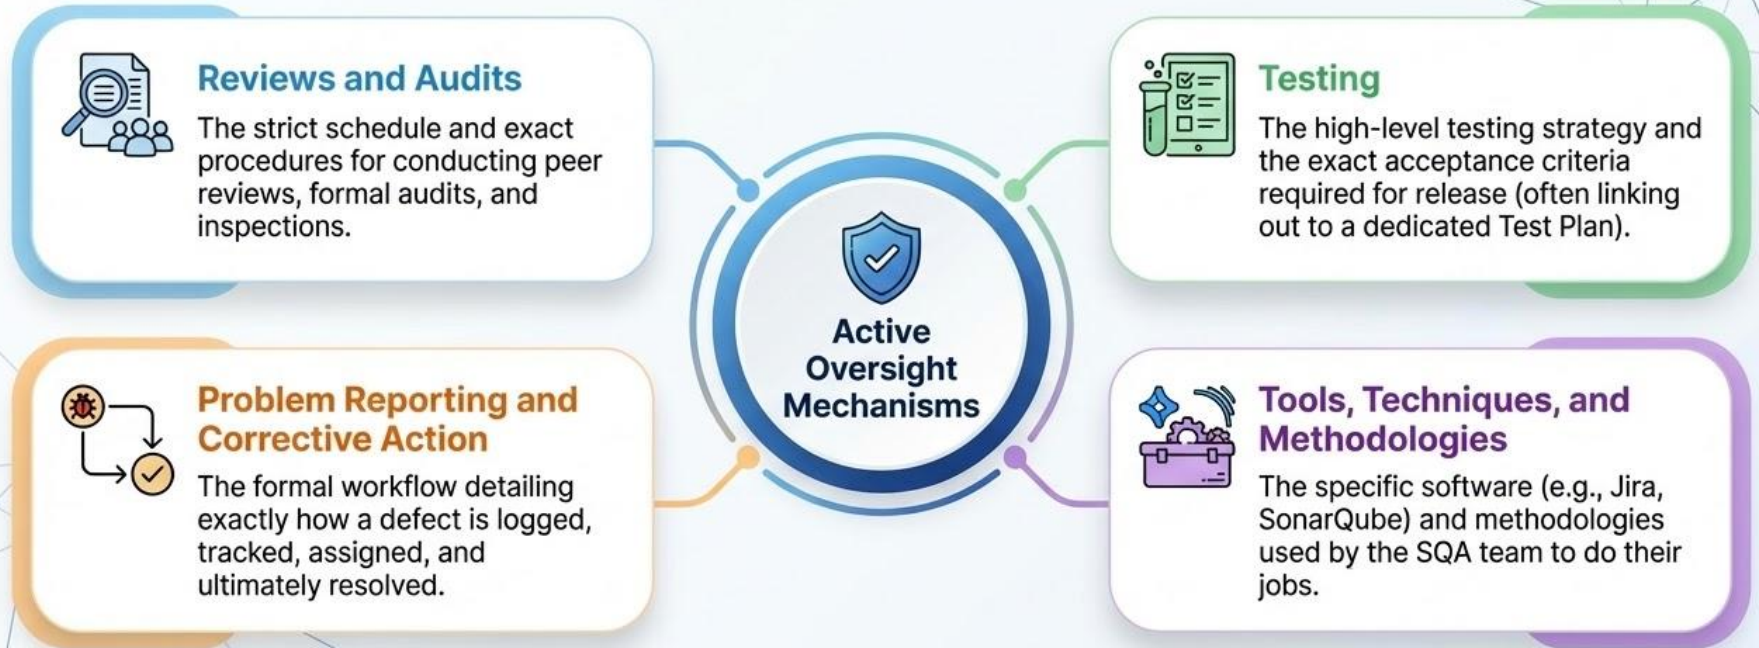 Reviews and Audits
The strict schedule and exact
procedures for conducting peer
reviews, formal audits, and
inspections.
Testing
The high-level testing strategy and
the exact acceptance criteria
required for release (often linking
out to a dedicated Test Plan).
Active
Oversight
Mechanisms
Problem Reporting and
Corrective Action
The formal workflow detailing
exactly how a defect is logged,
tracked, assigned, and
ultimately resolved.
Tools, Techniques, and
Methodologies
The specific software (e.g., Jira,
SonarQube) and methodologies
used by the SQA team to do their
jobs.